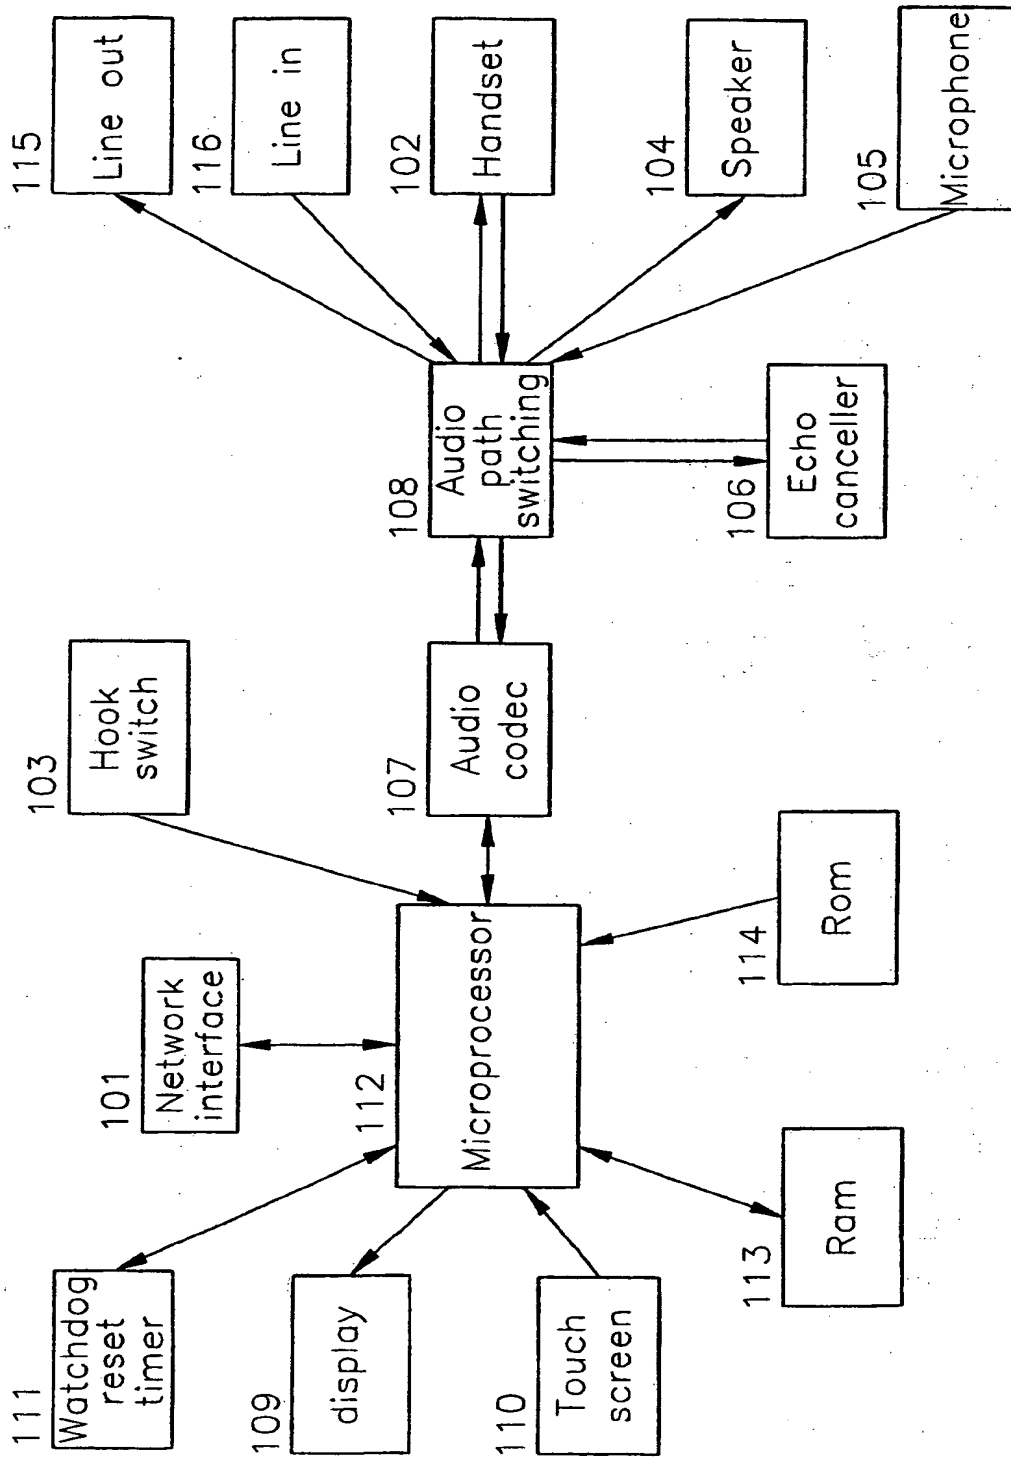 111
Watchdog
reset
timer
109
display
110
Touch
screen
101
Network
interface
112
Microprocessor
113
Ram
114
Rom
103
Hook
switch
107
Audio
codec
108
Audio
path
switching
106
Echo
canceller
115
Line out
116
Line in
102
Handset
104
Speaker
105
Microphone